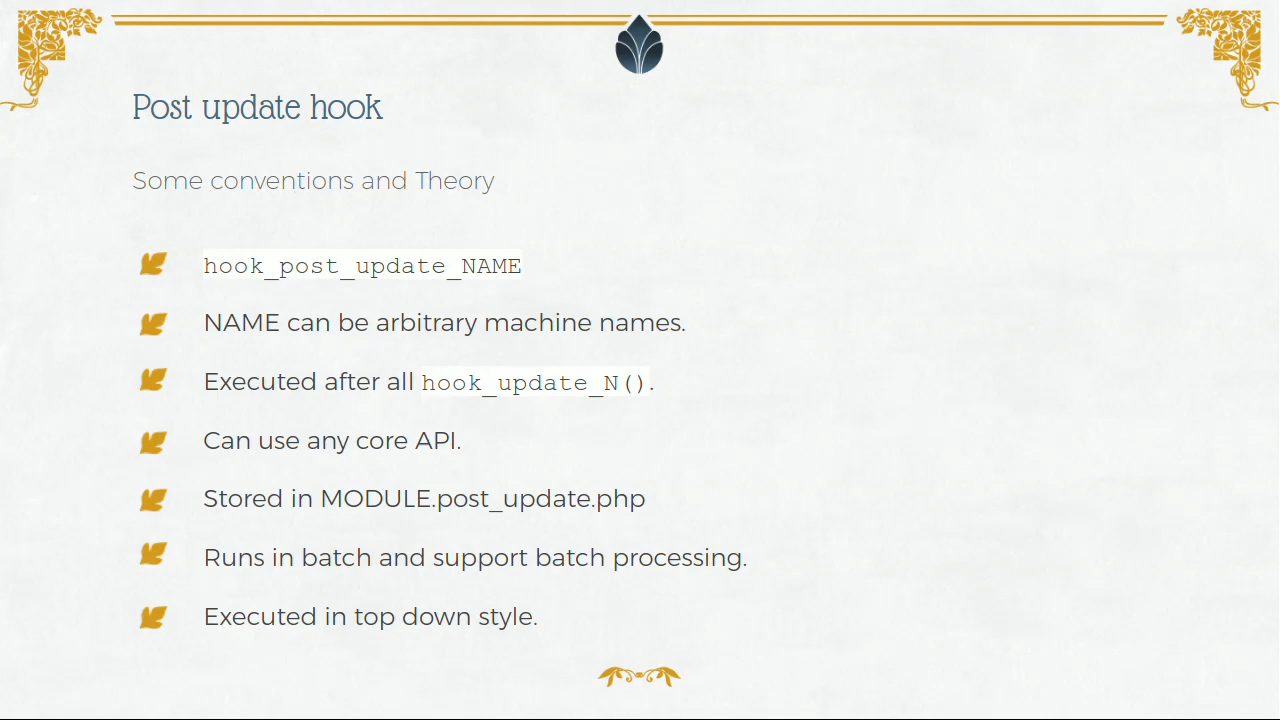 Post update hook
Some conventions and Theory
hook_post_update_NAME
NAME can be arbitrary machine names.
Executed after all hook_update_N().
Can use any core API.
Stored in MODULE.post_update.php
Runs in batch and support batch processing.
Executed in top down style.